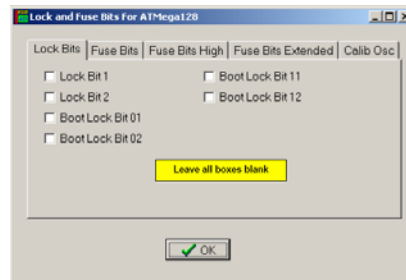 Lock and Fuse Bits For ATMega128
Lock Bits Fuse Bits Fuse Bits High Fuse Bits Extended Calib Osc
Lock Bit 1 Boot Lock Bit 11
Lock Bit 2 Boot Lock Bit 12
Boot Lock Bit 01
Boot Lock Bit 02
Leave all boxes blank
OK